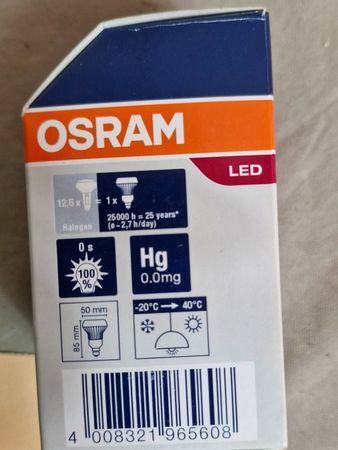 OSRAM
LED
12,5 x = 1 x
Halogen
25000 h = 25 years*
(ø ~2,7h/day)
0 s
100
%
Hg
0.0mg
50 mm
85 mm
-20°C → 40°C
4 008321 965608